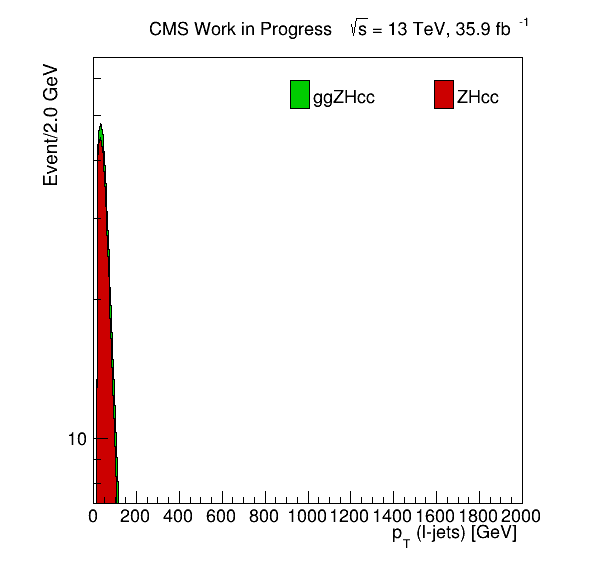 CMS Work in Progress √s = 13 TeV, 35.9 fb -1
Event/2.0 GeV
ggZHcc ZHcc
10
0 200 400 600 800 1000 1200 1400 1600 1800 2000
pT (l-jets) [GeV]